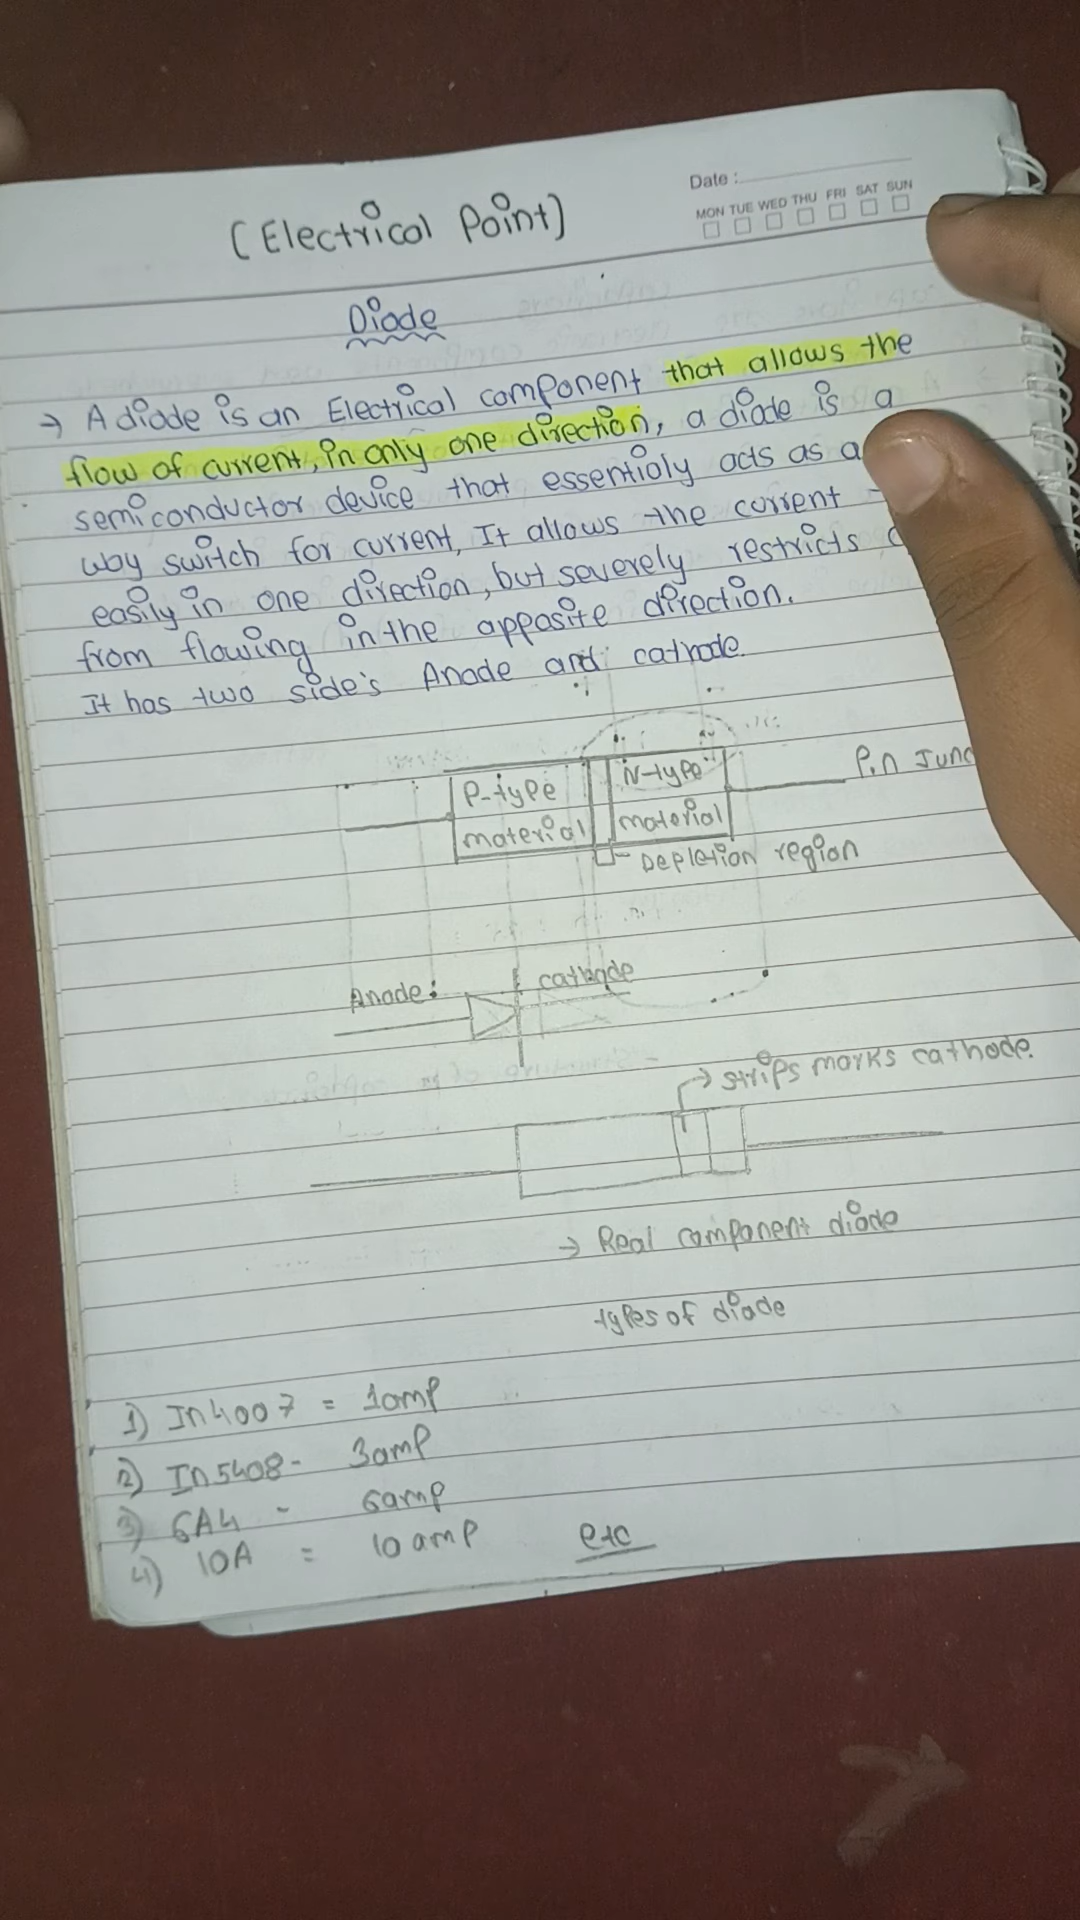 Date :
MON TUE WED THU FRI SAT SUN
(Electrical Point)
Diode
→ A diode is an Electrical component that allows the
flow of current, in only one direction, a diode is a
semiconductor device that essentioly acts as a
way switch for current, It allows the current
easily in one direction, but severely restricts
from flowing in the apposite direction.
It has two side's Anode and catrode.
P-type
material
N-type
material
P.n Junc
Depletion region
Anode:
cathode
→ strips marks cathode.
→ Real component diode
types of diode
1) In4007 = 1amp
2) In5408 - 3amp
3) 6A4 - 6amp
4) 10A = 10 amp etc